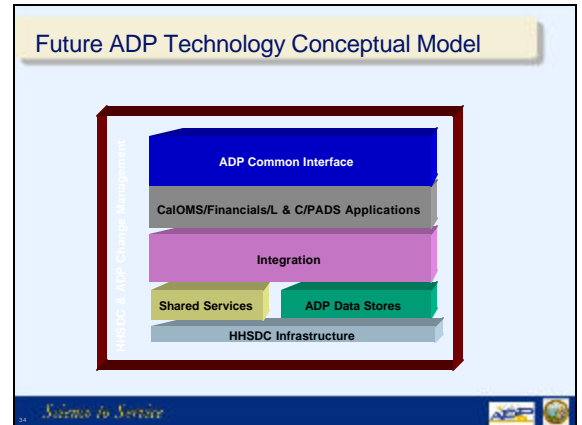 Future ADP Technology Conceptual Model
HHSDC & ADP Change Management
ADP Common Interface
CalOMS/Financials/L & C/PADS Applications
Integration
Shared Services
ADP Data Stores
HHSDC Infrastructure
34
Science to Service
ADP